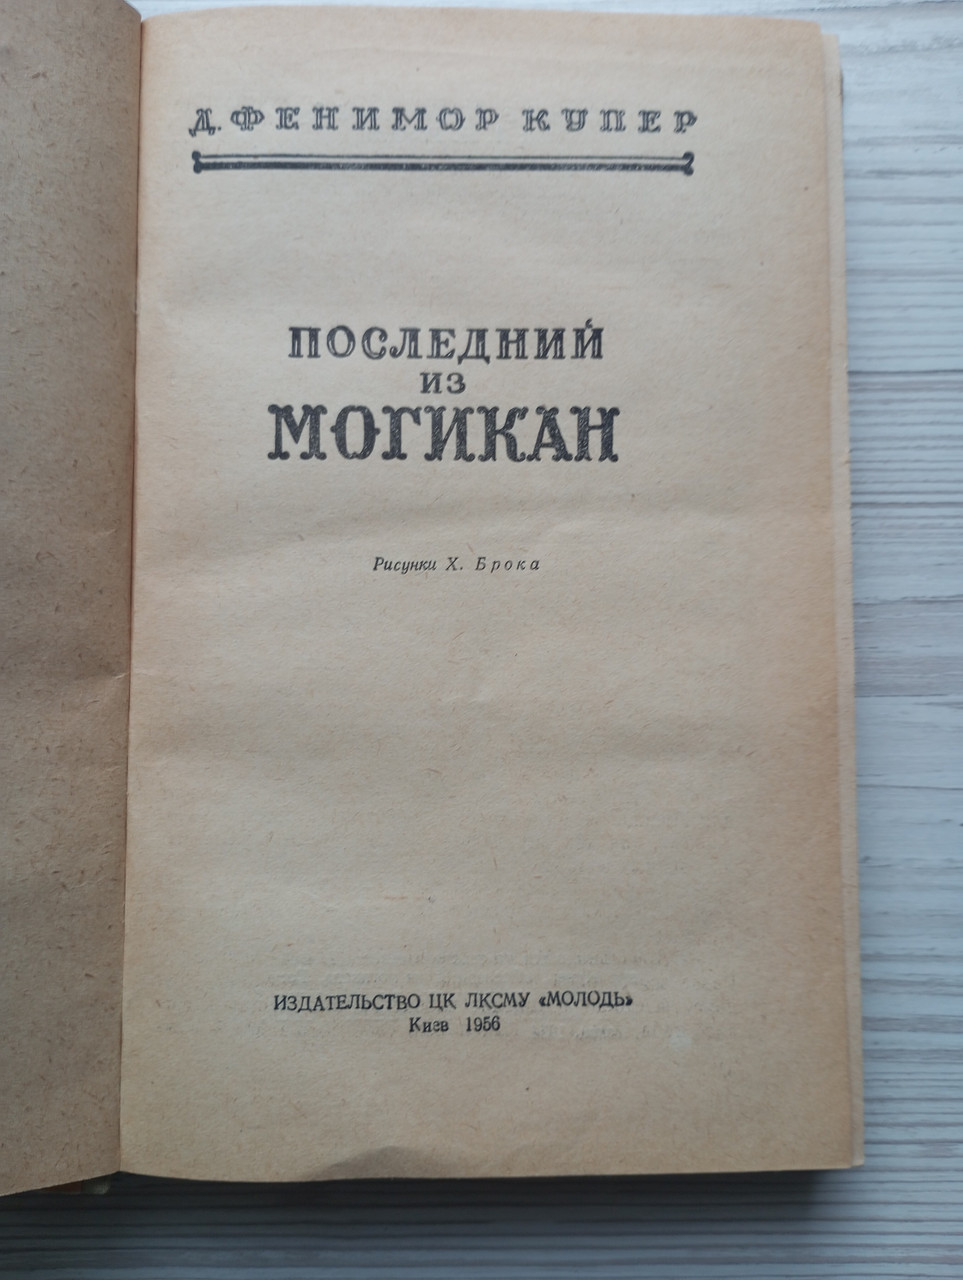 Д. ФЕНИМОР КУПЕР
ПОСЛЕДНИЙ
ИЗ
МОГИКАН
Рисунки Х. Брока
ИЗДАТЕЛЬСТВО ЦК ЛКСМУ «МОЛОДЬ»
Киев 1956